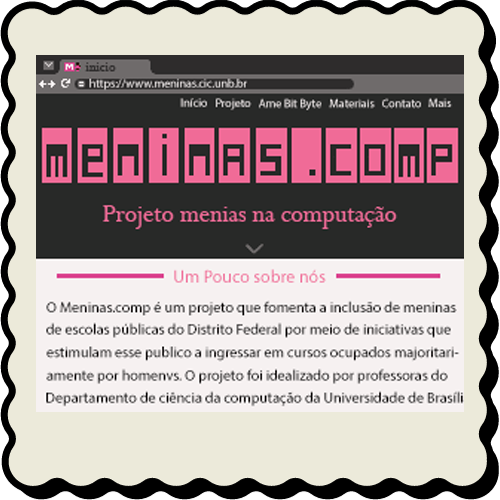 M inicio
https://www.meninas.cic.unb.br
Início Projeto Ame Bit Byte Materiais Contato Mais
meninas.comp
Projeto menias na computação
Um Pouco sobre nós
O Meninas.comp é um projeto que fomenta a inclusão de meninas
de escolas públicas do Distrito Federal por meio de iniciativas que
estimulam esse publico a ingressar em cursos ocupados majoritari-
amente por homenvs. O projeto foi idealizado por professoras do
Departamento de ciência da computação da Universidade de Brasíli